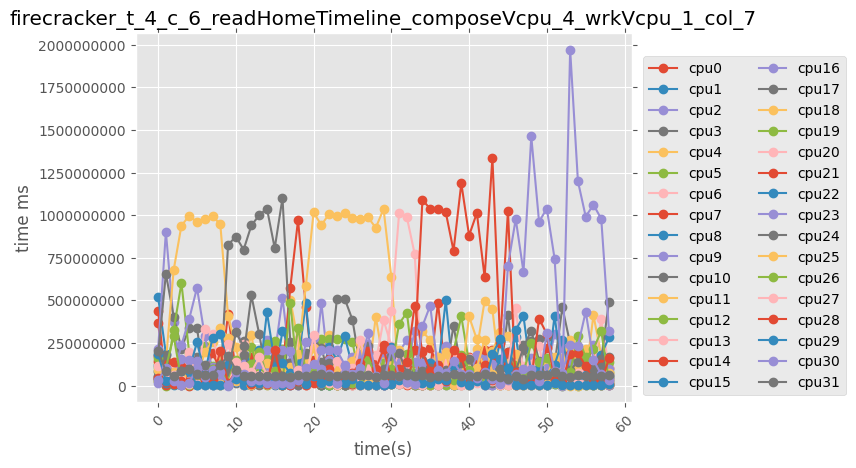 firecracker_t_4_c_6_readHomeTimeline_composeVcpu_4_wrkVcpu_1_col_7
time ms
2000000000
1750000000
1500000000
1250000000
1000000000
750000000
500000000
250000000
0
0
10
20
30
40
50
60
time(s)
cpu0
cpu1
cpu2
cpu3
cpu4
cpu5
cpu6
cpu7
cpu8
cpu9
cpu10
cpu11
cpu12
cpu13
cpu14
cpu15
cpu16
cpu17
cpu18
cpu19
cpu20
cpu21
cpu22
cpu23
cpu24
cpu25
cpu26
cpu27
cpu28
cpu29
cpu30
cpu31